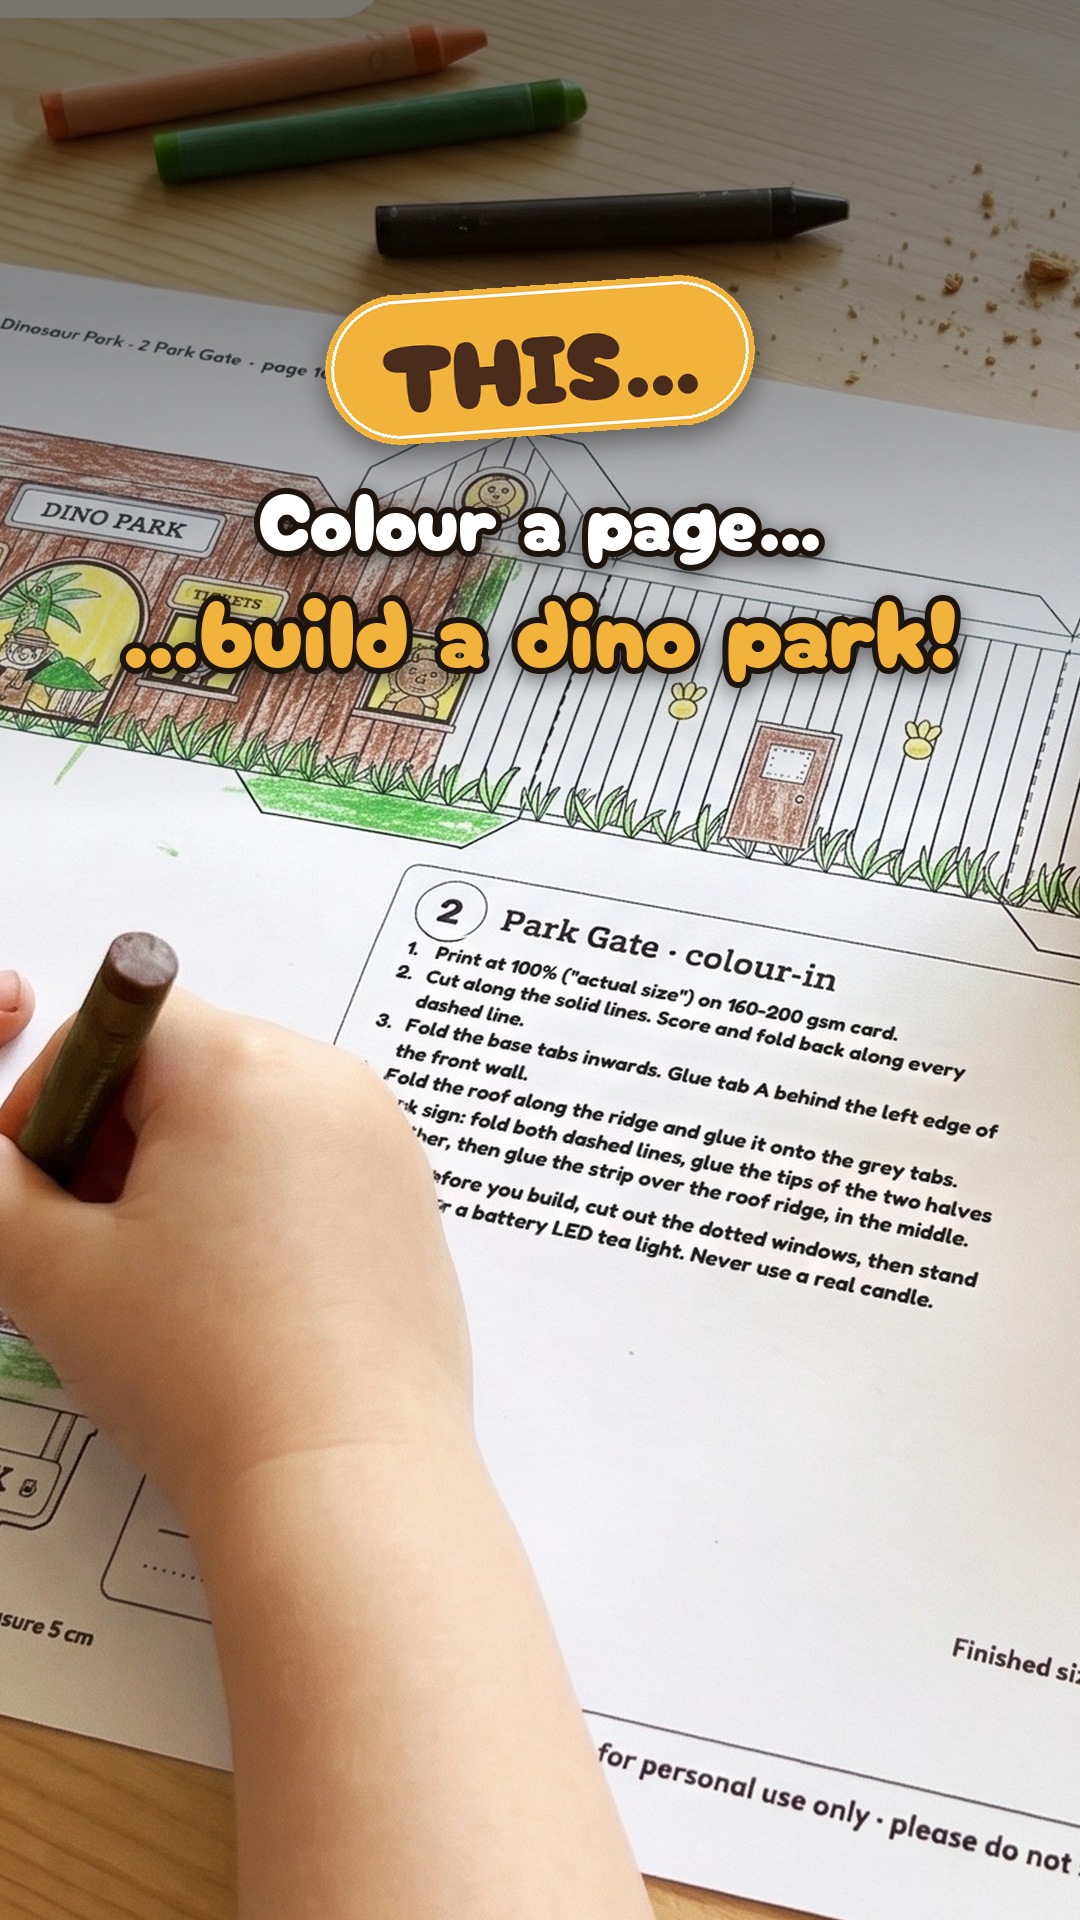 Dinosaur Park - 2 Park Gate · page
THIS...
Colour a page...
...build a dino park!
DINO PARK
TICKETS
2 Park Gate · colour-in
1. Print at 100% ("actual size") on 160-200 gsm card.
2. Cut along the solid lines. Score and fold back along every
dashed line.
3. Fold the base tabs inwards. Glue tab A behind the left edge of
the front wall.
Fold the roof along the ridge and glue it onto the grey tabs.
sign: fold both dashed lines, glue the tips of the two halves
then glue the strip over the roof ridge, in the middle.
before you build, cut out the dotted windows, then stand
a battery LED tea light. Never use a real candle.
5 cm
Finished
for personal use only · please do not